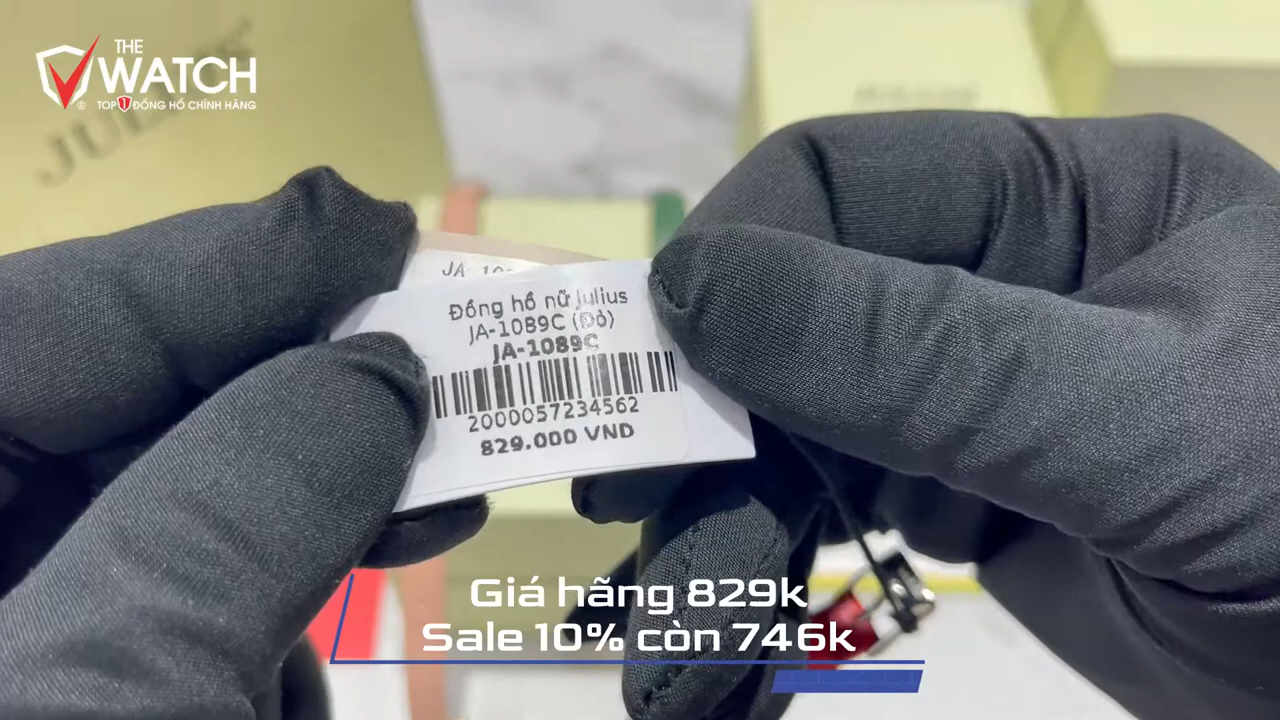 THE
WATCH
®
TOP 1 ĐỒNG HỒ CHÍNH HÃNG
JA
Đồng hồ nữ Julius
JA-1089C (Đỏ)
JA-1089C
2000057234562
829.000 VND
Giá hãng 829k
Sale 10% còn 746k